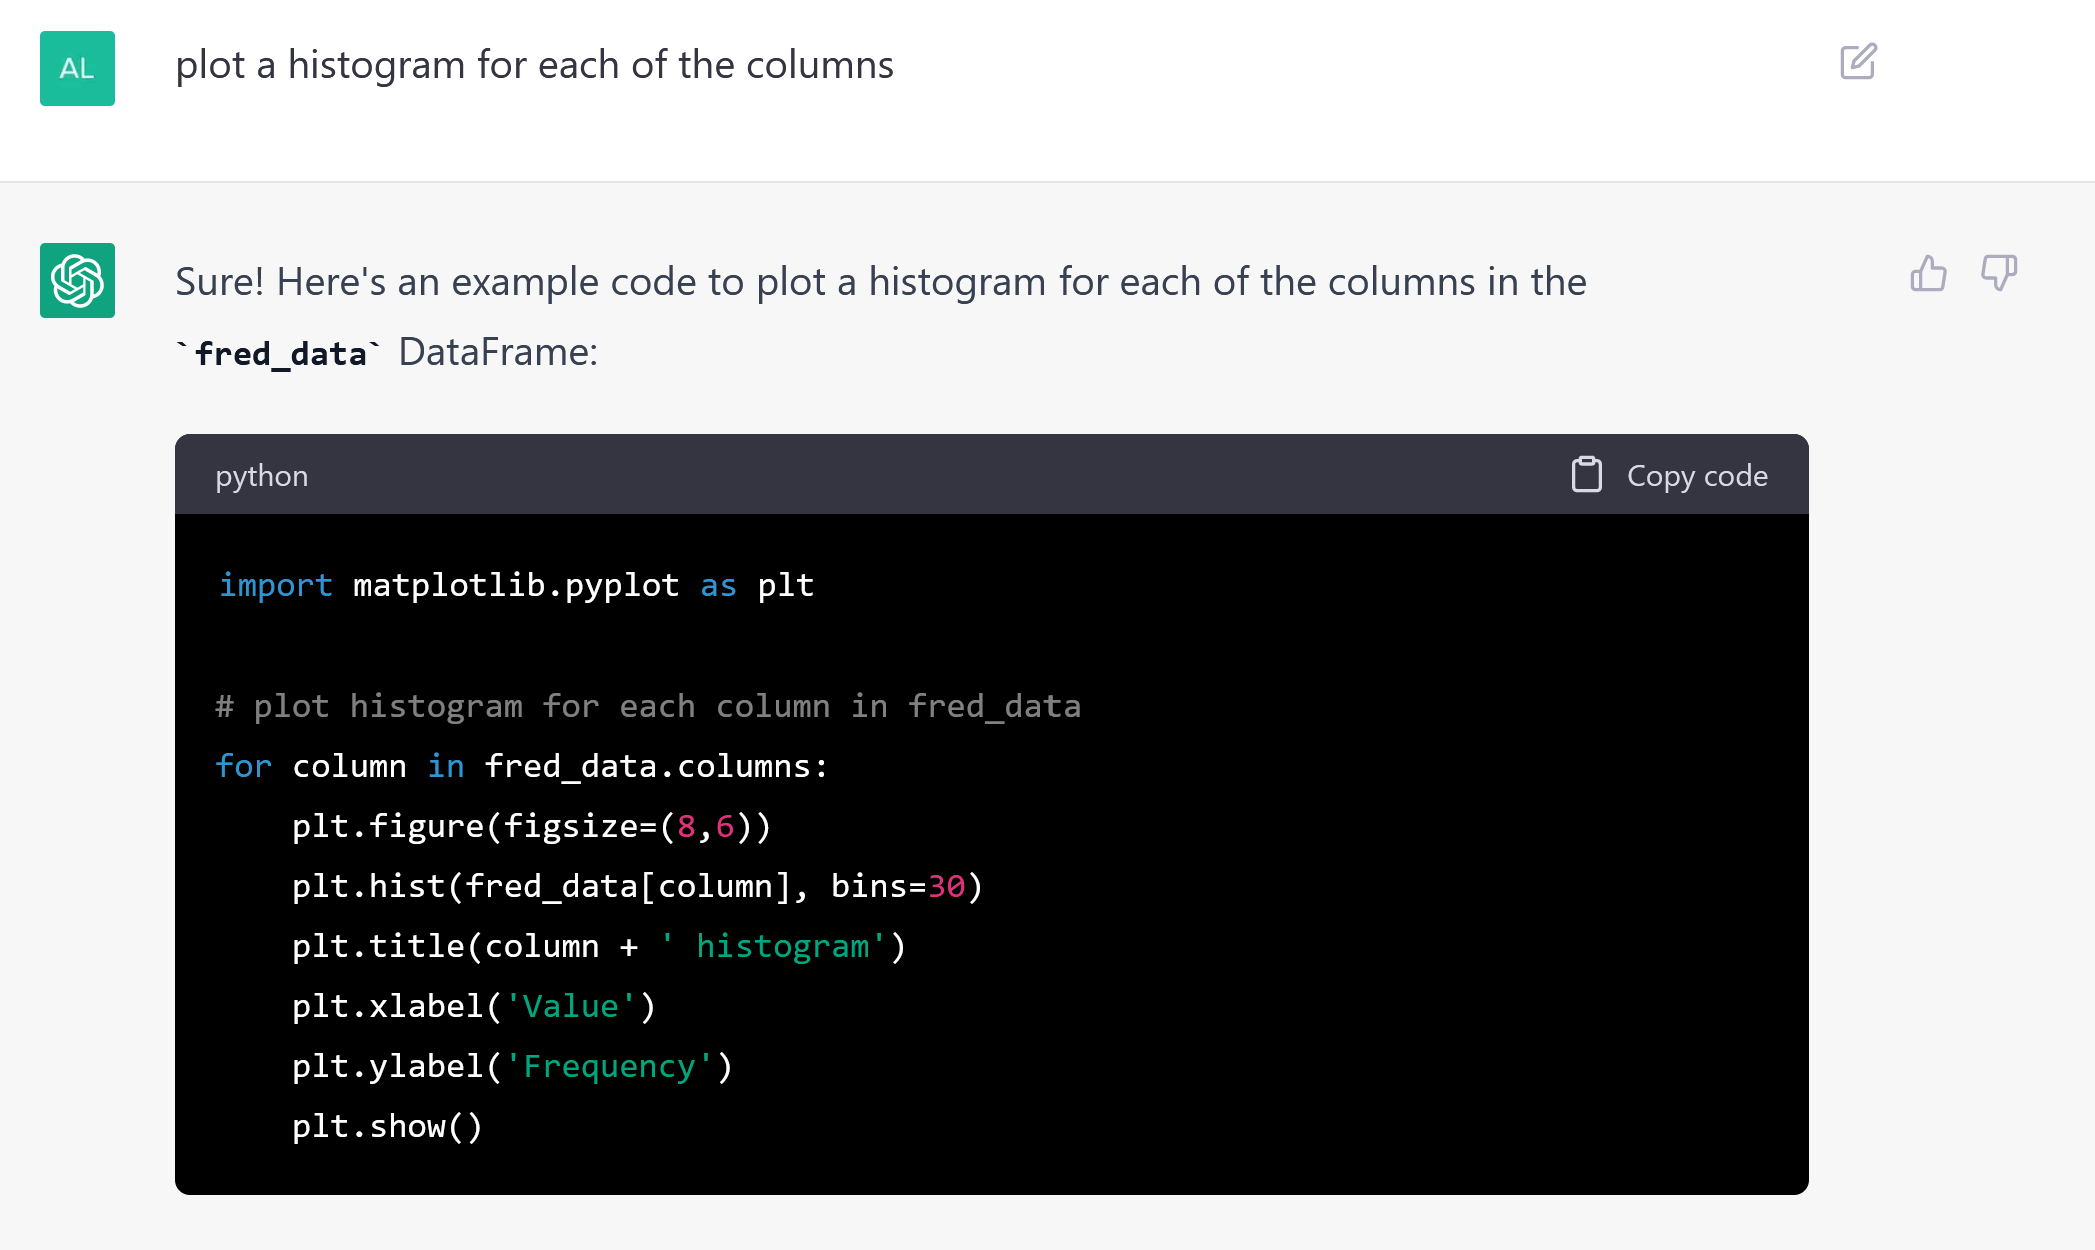 AL
plot a histogram for each of the columns
Sure! Here's an example code to plot a histogram for each of the columns in the
`fred_data` DataFrame:
python
Copy code
import matplotlib.pyplot as plt
# plot histogram for each column in fred_data
for column in fred_data.columns:
    plt.figure(figsize=(8,6))
    plt.hist(fred_data[column], bins=30)
    plt.title(column + ' histogram')
    plt.xlabel('Value')
    plt.ylabel('Frequency')
    plt.show()